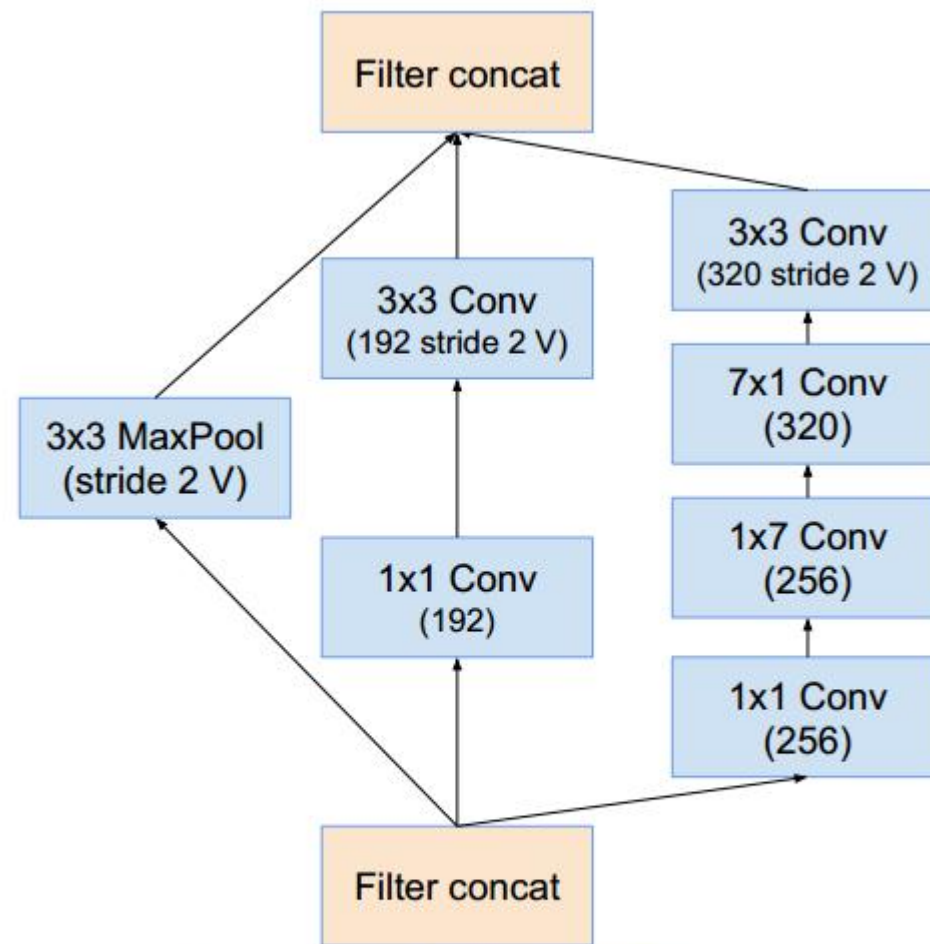 Filter concat
3x3 Conv
(320 stride 2 V)
3x3 Conv
(192 stride 2 V)
7x1 Conv
(320)
3x3 MaxPool
(stride 2 V)
1x7 Conv
(256)
1x1 Conv
(192)
1x1 Conv
(256)
Filter concat